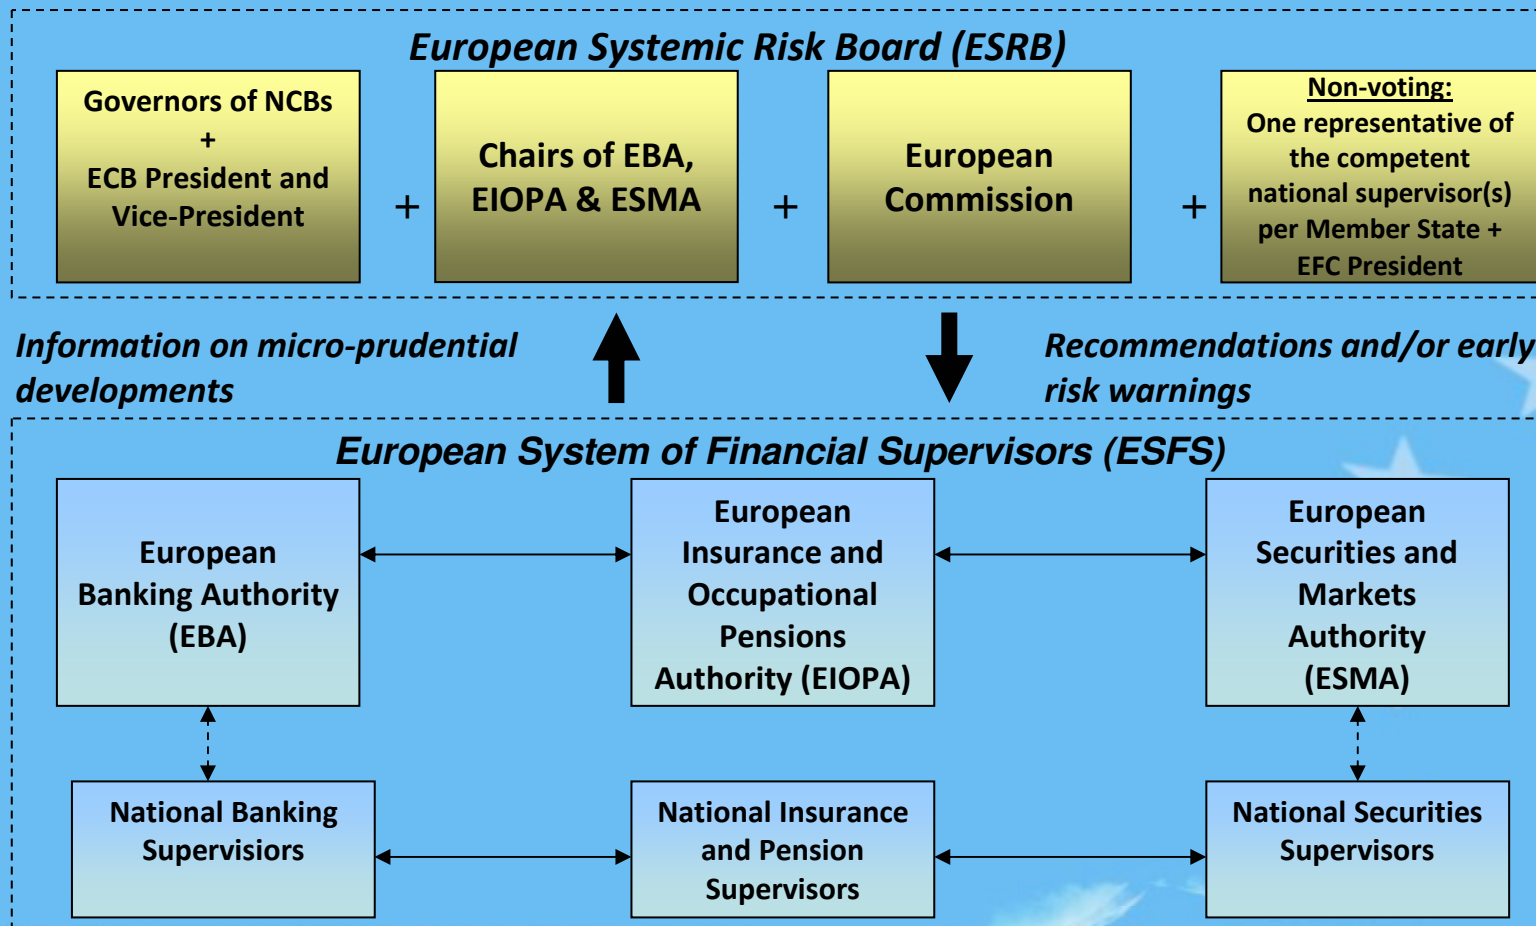 European Systemic Risk Board (ESRB)
Governors of NCBs
+
ECB President and
Vice-President
+
Chairs of EBA,
EIOPA & ESMA
+
European
Commission
+
Non-voting:
One representative of
the competent
national supervisor(s)
per Member State +
EFC President
Information on micro-prudential
developments
Recommendations and/or early
risk warnings
European System of Financial Supervisors (ESFS)
European
Banking Authority
(EBA)
European
Insurance and
Occupational
Pensions
Authority (EIOPA)
European
Securities and
Markets
Authority
(ESMA)
National Banking
Supervisiors
National Insurance
and Pension
Supervisors
National Securities
Supervisors